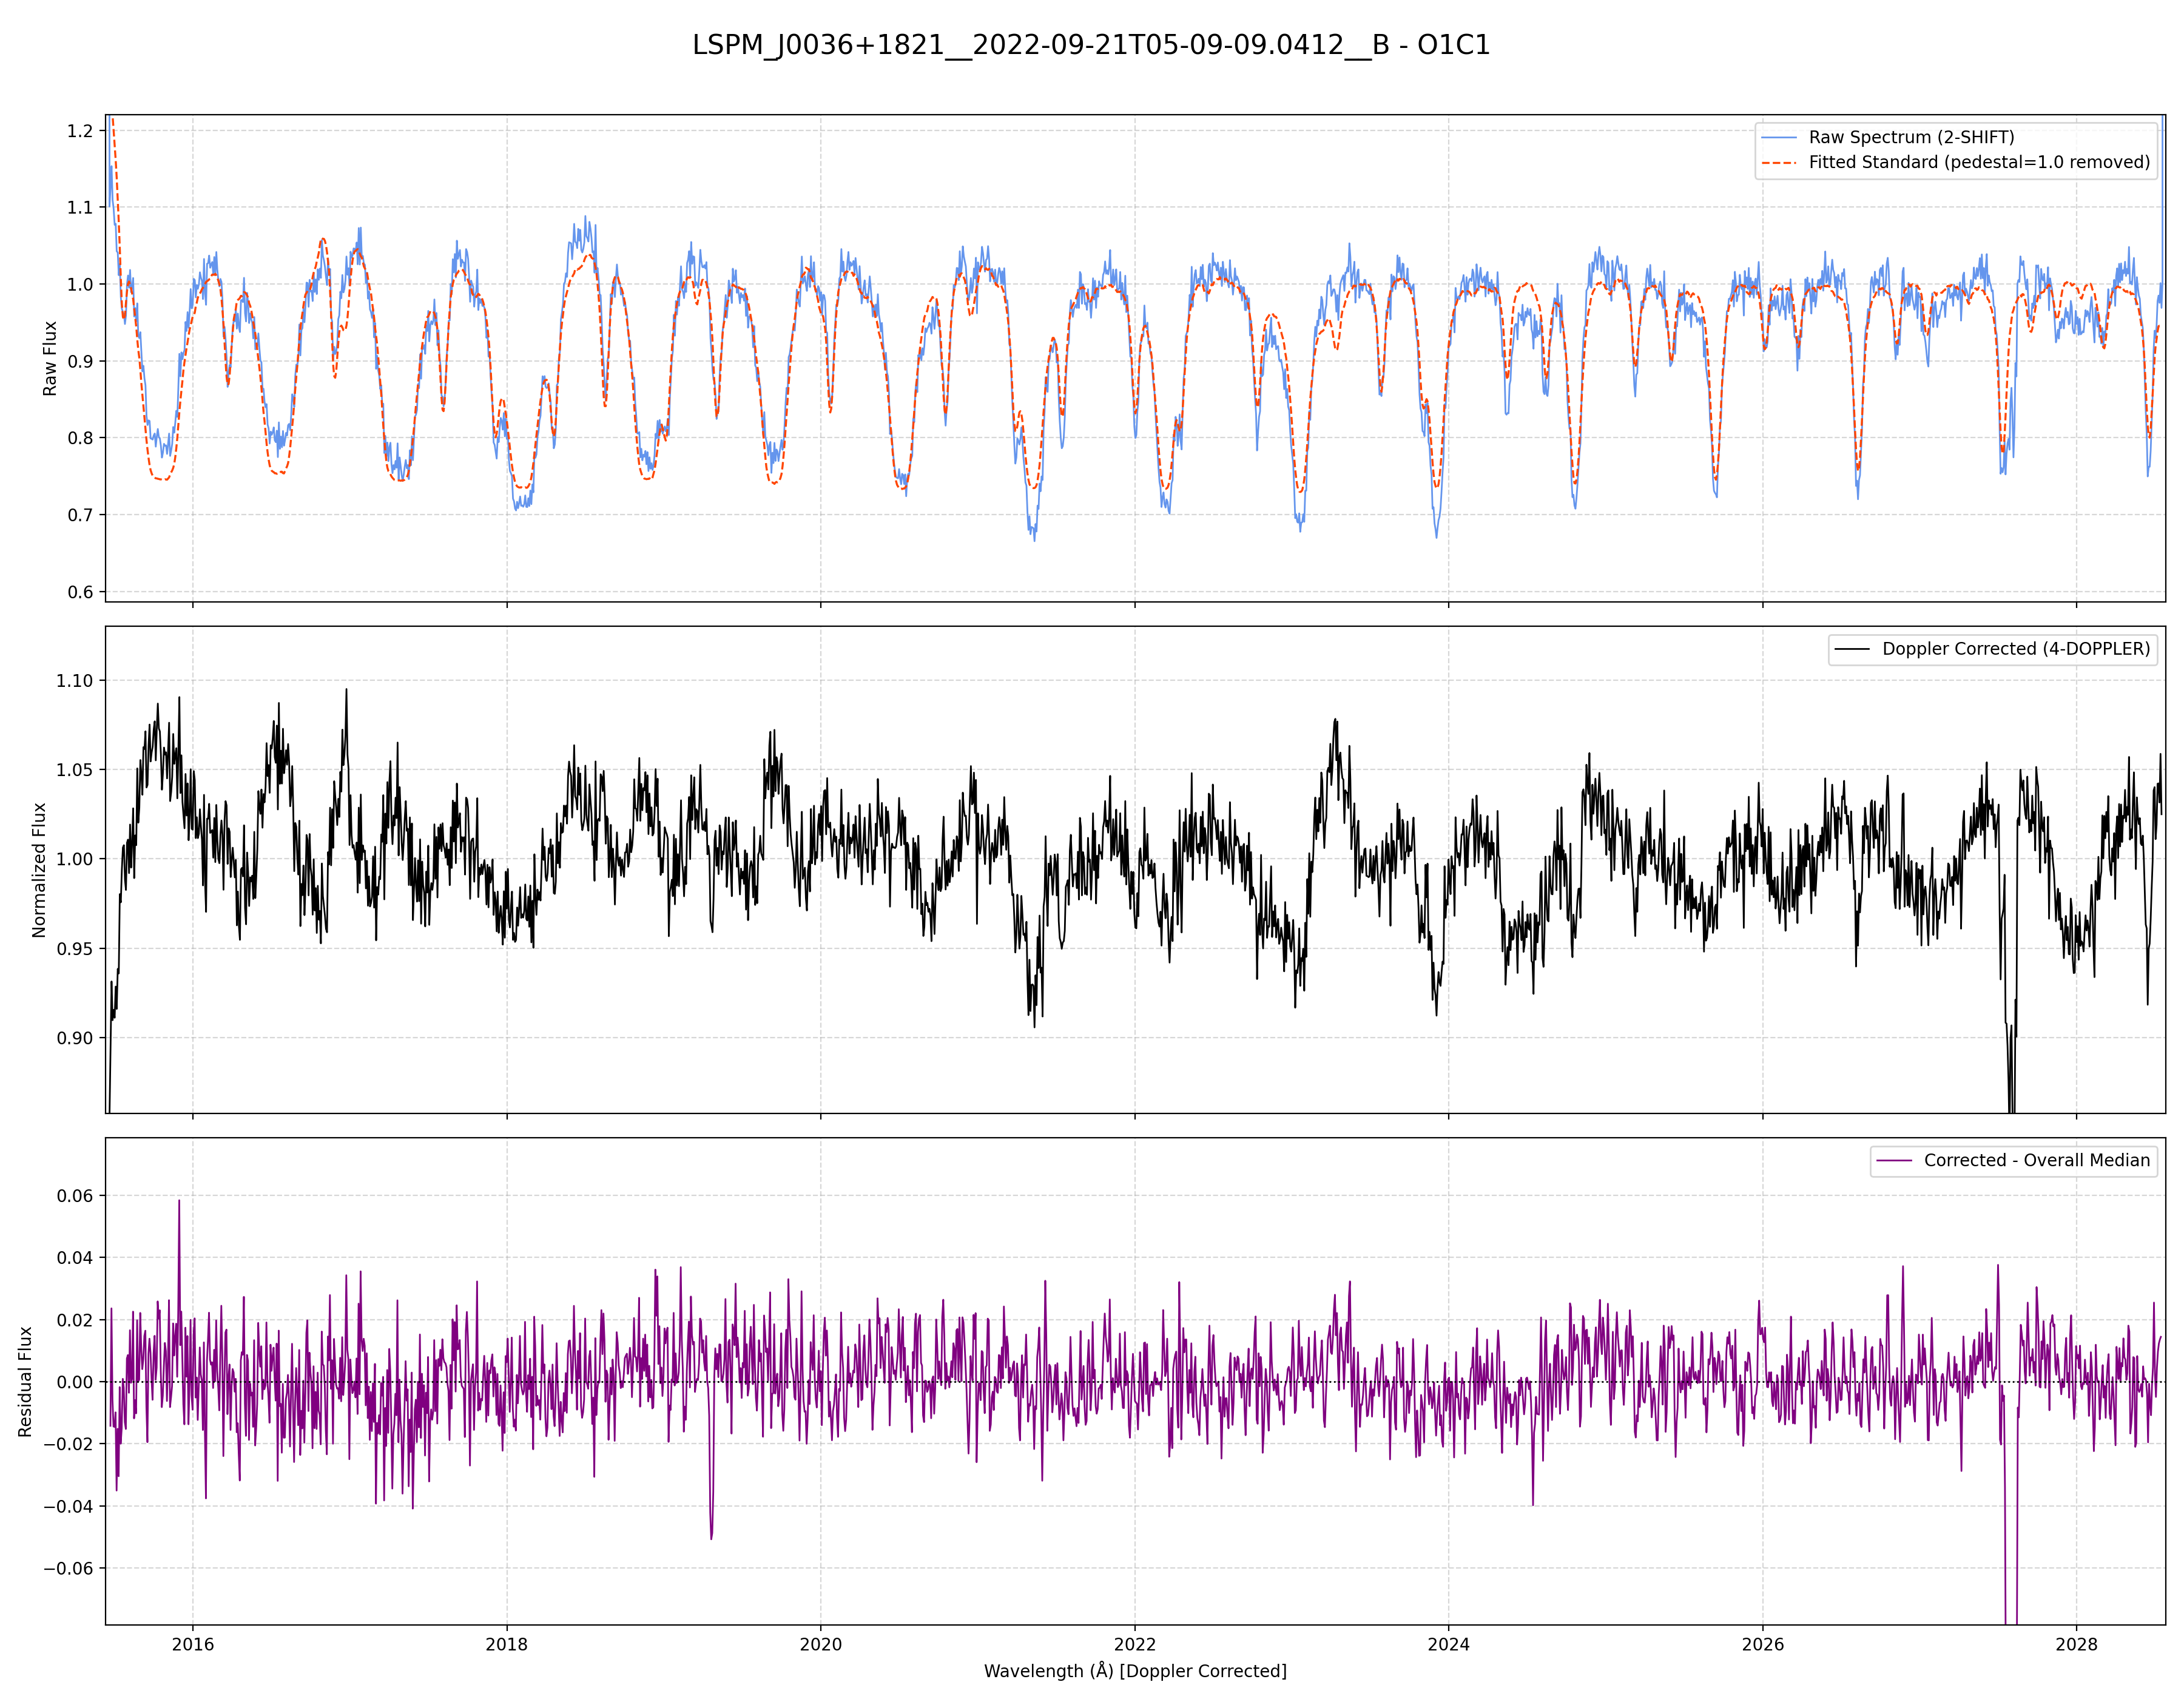 LSPM_J0036+1821__2022-09-21T05-09-09.0412__B - O1C1
Raw Spectrum (2-SHIFT)
Fitted Standard (pedestal=1.0 removed)
Raw Flux
1.2
1.1
1.0
0.9
0.8
0.7
0.6
Doppler Corrected (4-DOPPLER)
Normalized Flux
1.10
1.05
1.00
0.95
0.90
Corrected - Overall Median
Residual Flux
0.06
0.04
0.02
0.00
−0.02
−0.04
−0.06
2016 2018 2020 2022 2024 2026 2028
Wavelength (Å) [Doppler Corrected]